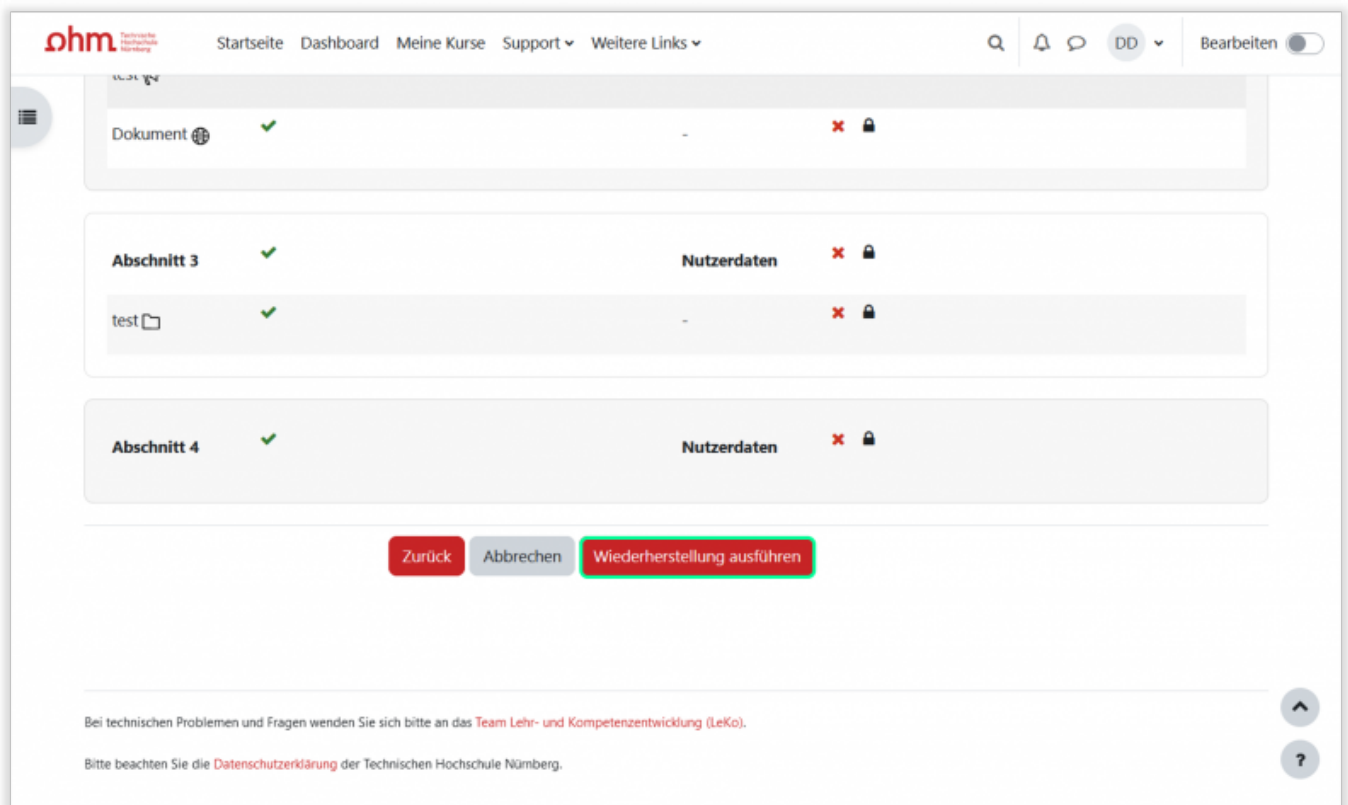 ohm Technische Hochschule Nürnberg
Startseite Dashboard Meine Kurse Support Weitere Links DD Bearbeiten
test
Dokument -
Abschnitt 3 Nutzerdaten
test -
Abschnitt 4 Nutzerdaten
Zurück Abbrechen Wiederherstellung ausführen
Bei technischen Problemen und Fragen wenden Sie sich bitte an das Team Lehr- und Kompetenzentwicklung (LeKo).
?
Bitte beachten Sie die Datenschutzerklärung der Technischen Hochschule Nürnberg.